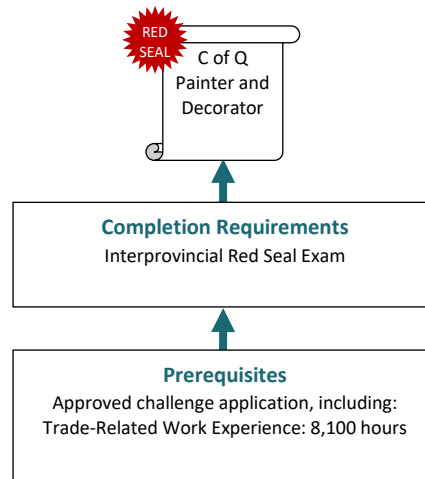 RED
SEAL
C of Q
Painter and
Decorator
Completion Requirements
Interprovincial Red Seal Exam
Prerequisites
Approved challenge application, including:
Trade-Related Work Experience: 8,100 hours